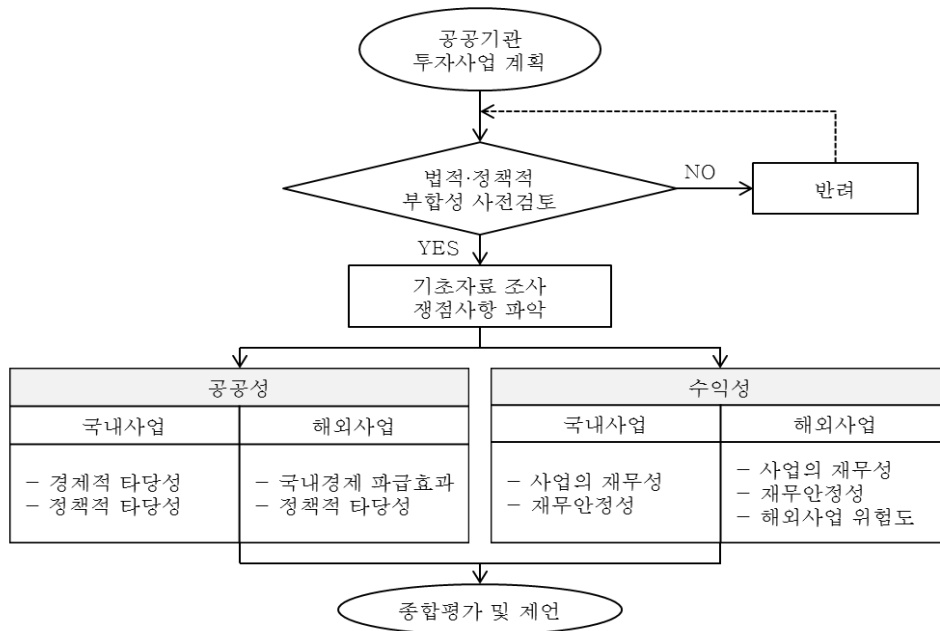 공공기관
투자사업 계획
법적·정책적
부합성 사전검토
NO
반려
YES
기초자료 조사
쟁점사항 파악
공공성
국내사업
해외사업
– 경제적 타당성
– 정책적 타당성
– 국내경제 파급효과
– 정책적 타당성
수익성
국내사업
해외사업
– 사업의 재무성
– 재무안정성
– 사업의 재무성
– 재무안정성
– 해외사업 위험도
종합평가 및 제언